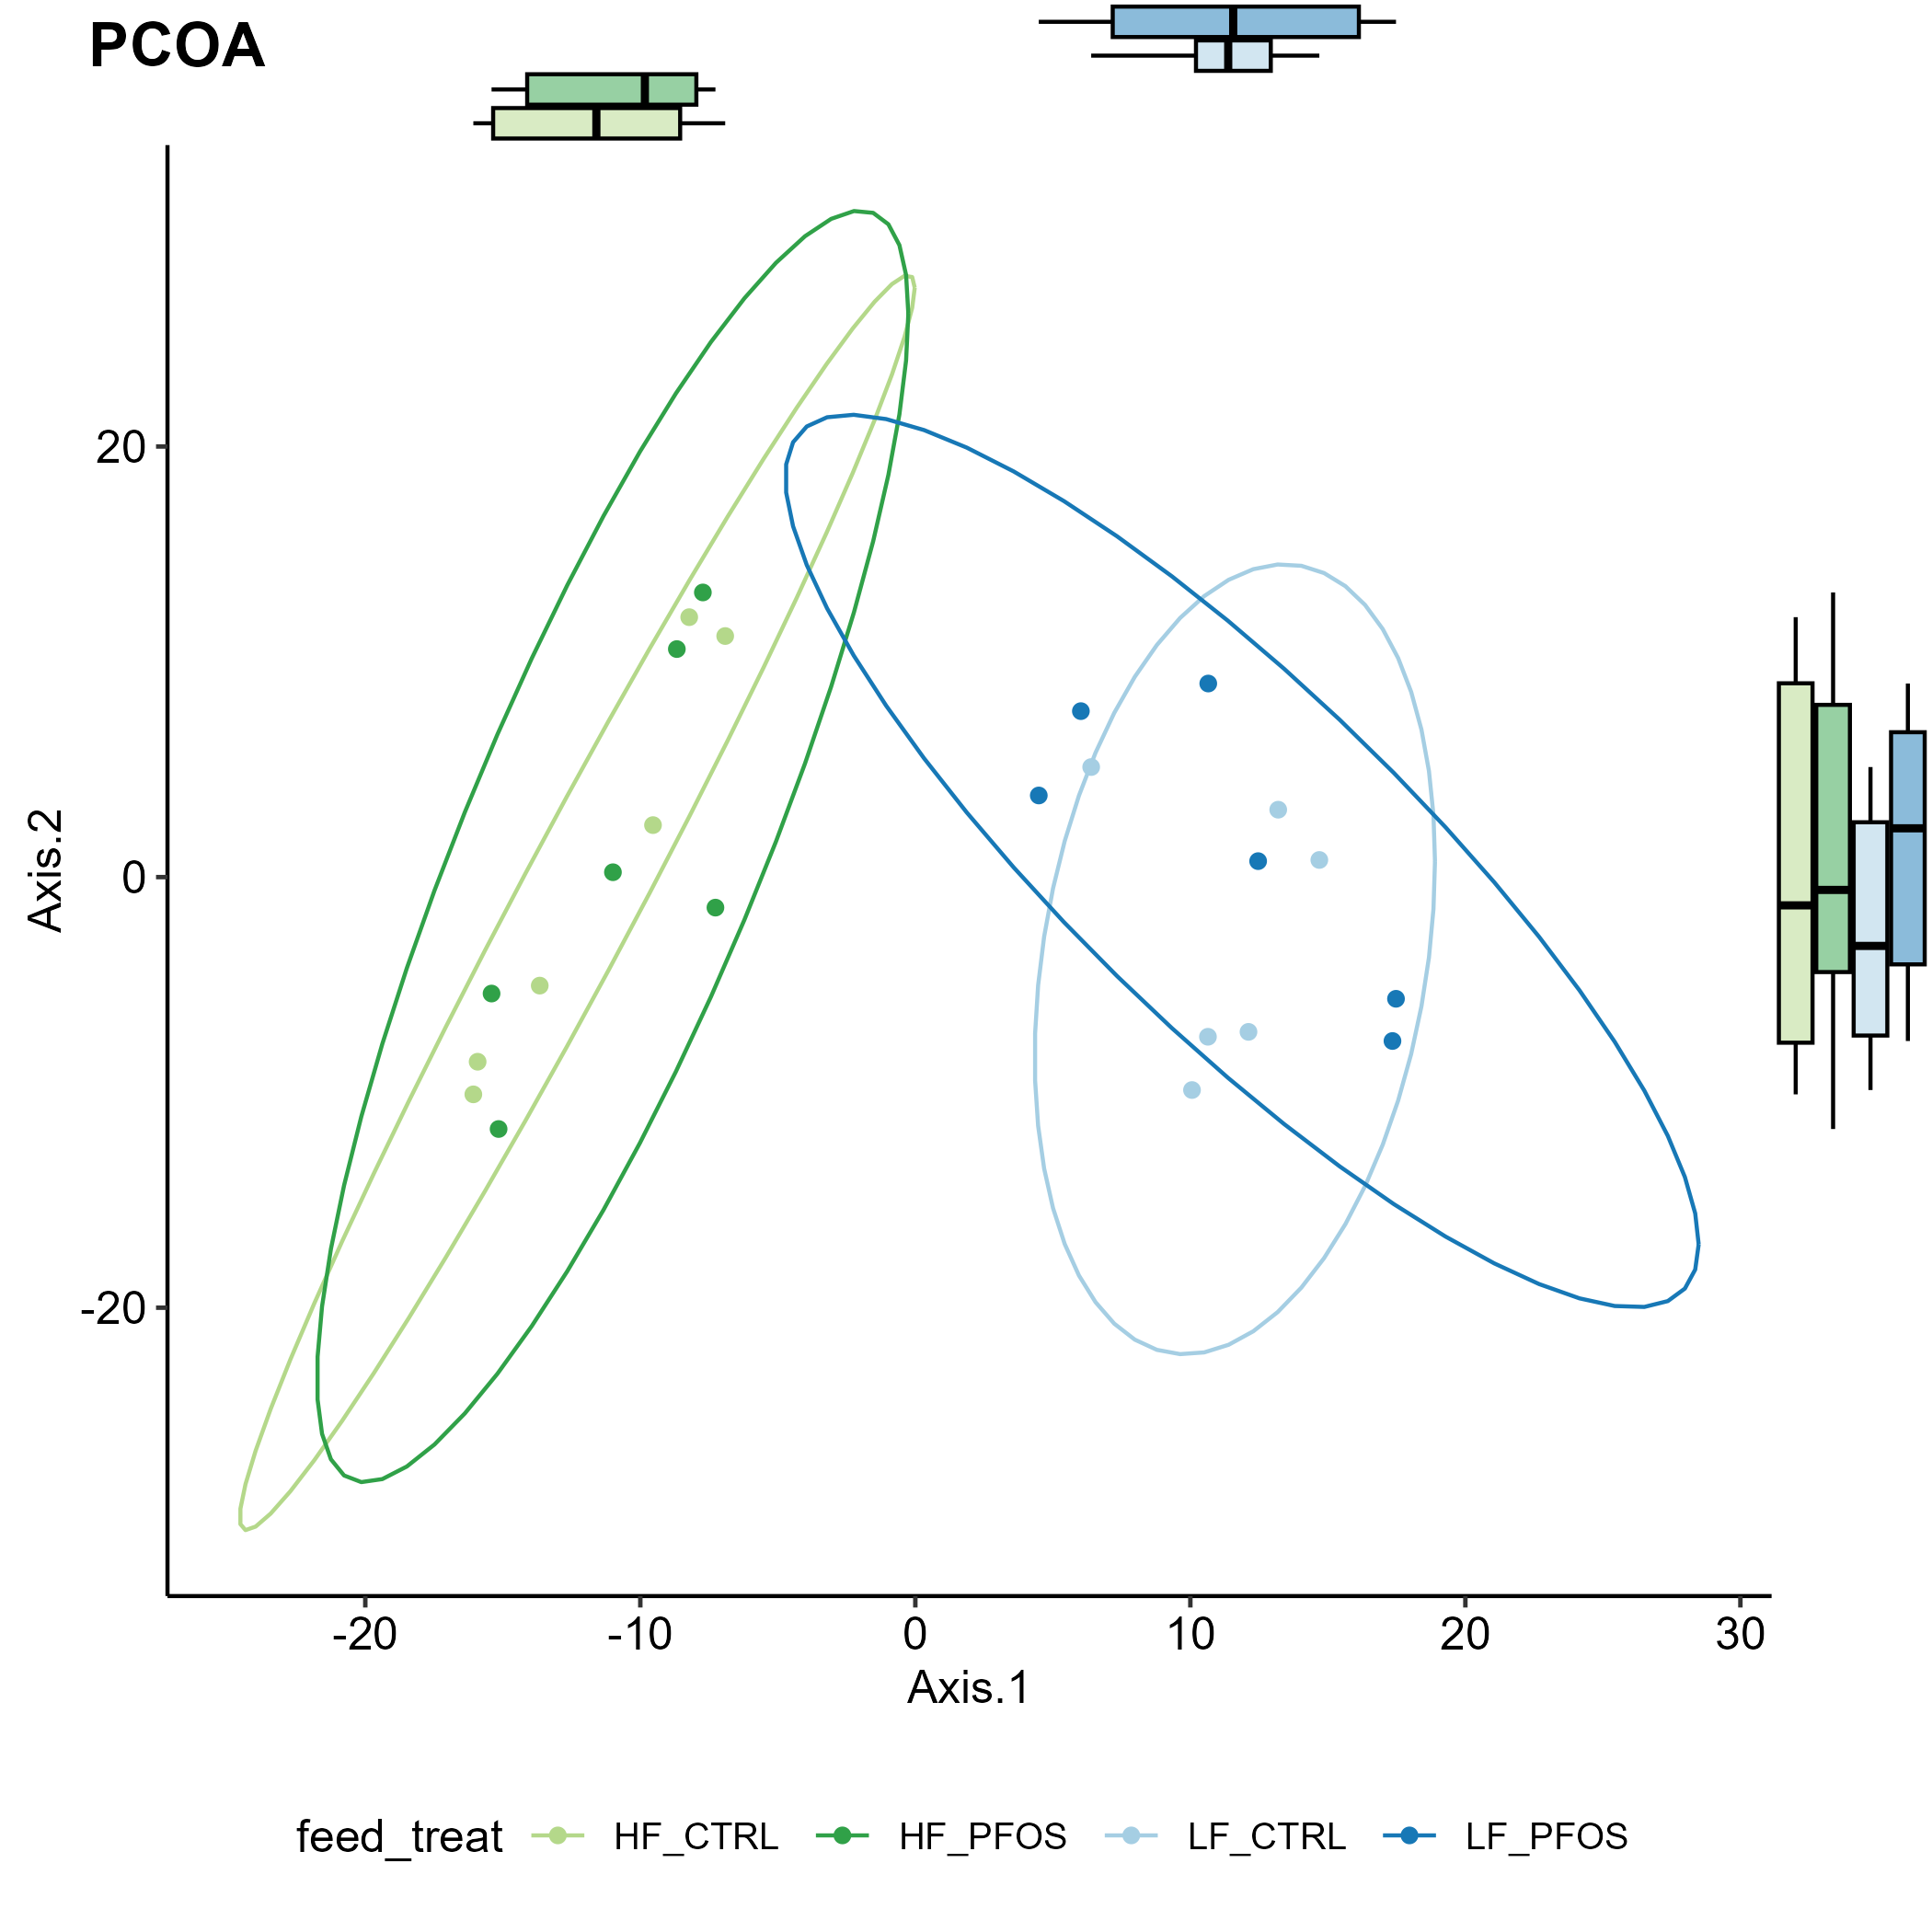 PCOA
20
0
-20
Axis.2
-20 -10 0 10 20 30
Axis.1
feed_treat HF_CTRL HF_PFOS LF_CTRL LF_PFOS